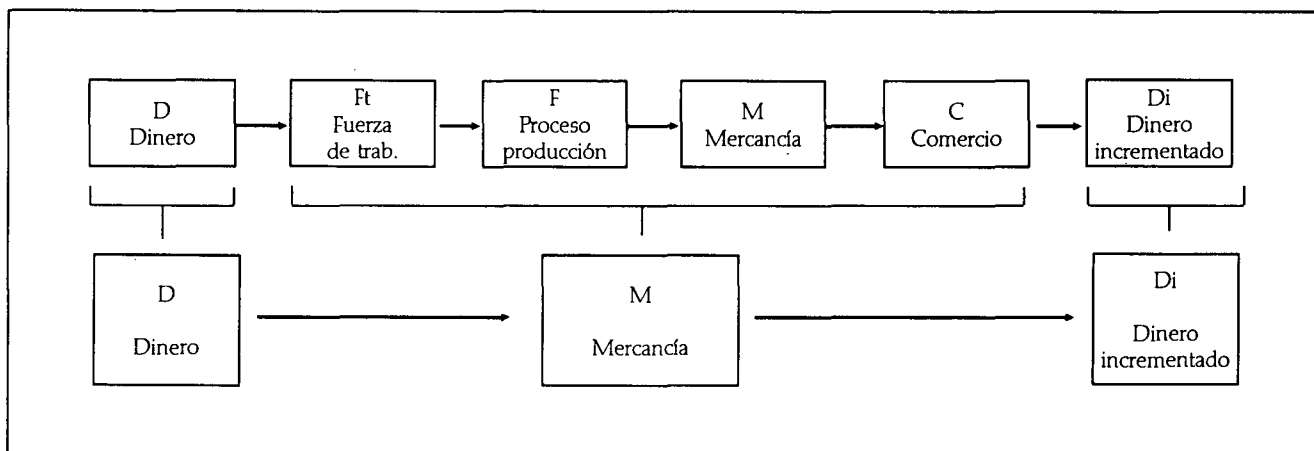 D
Dinero
Ft
Fuerza
de trab.
F
Proceso
producción
M
Mercancía
C
Comercio
Di
Dinero
incrementado
D
Dinero
M
Mercancía
Di
Dinero
incrementado